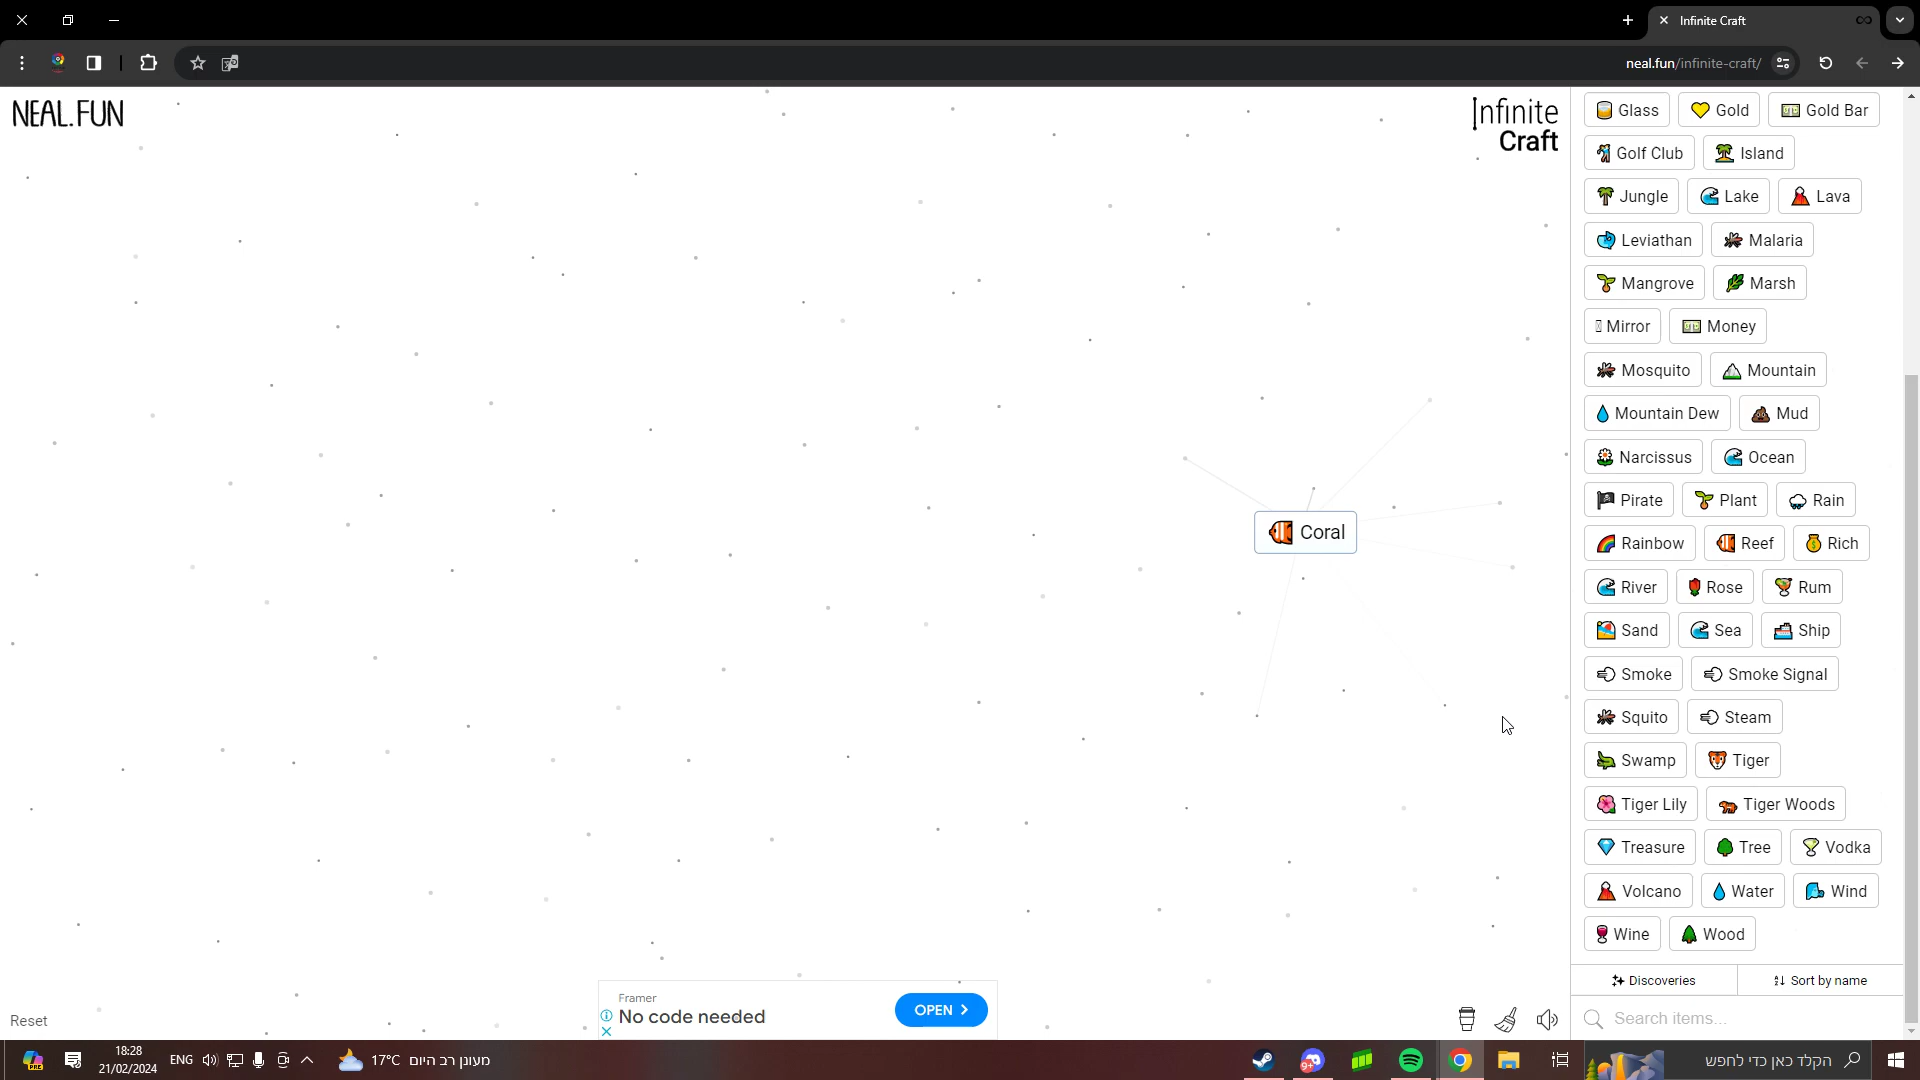 Infinite Craft
neal.fun/infinite-craft/
NEAL.FUN
Infinite
Craft
Glass Gold Gold Bar
Golf Club Island
Jungle Lake Lava
Leviathan Malaria
Mangrove Marsh
Mirror Money
Mosquito Mountain
Mountain Dew Mud
Narcissus Ocean
Pirate Plant Rain
Rainbow Reef Rich
River Rose Rum
Sand Sea Ship
Smoke Smoke Signal
Squito Steam
Swamp Tiger
Tiger Lily Tiger Woods
Treasure Tree Vodka
Volcano Water Wind
Wine Wood
Coral
Discoveries Sort by name
Search items...
Reset
Framer
No code needed
OPEN
18:28
21/02/2024
ENG
17°C מעונן רב היום
9+
הקלד כאן כדי לחפש
PRE